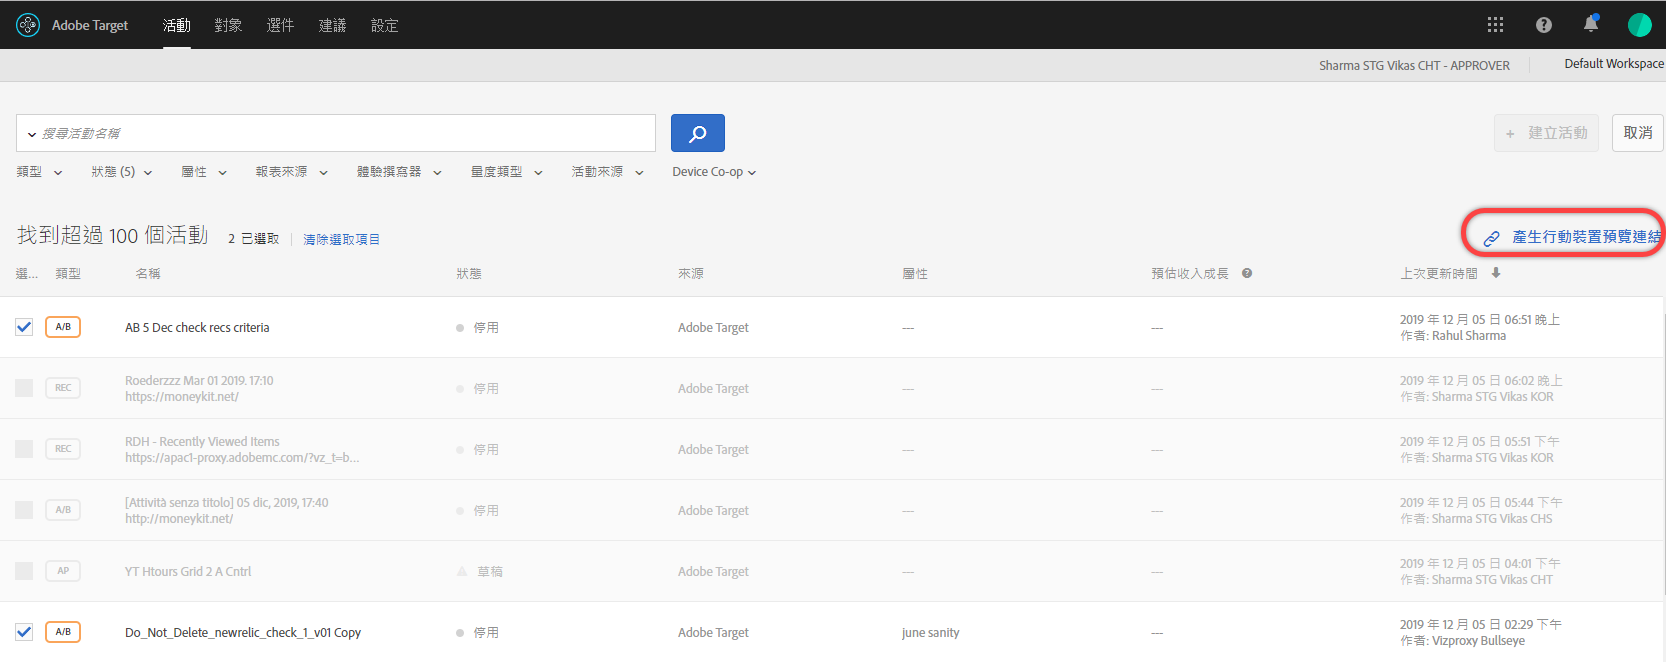 Adobe Target 活動 對象 選件 建議 設定
Sharma STG Vikas CHT - APPROVER Default Workspace
搜尋活動名稱 + 建立活動 取消
類型 狀態 (5) 屬性 報表來源 體驗撰寫器 量度類型 活動來源 Device Co-op
找到超過 100 個活動 2 已選取 清除選取項目 產生行動裝置預覽連結
選... 類型 名稱 狀態 來源 屬性 預估收入成長 上次更新時間
A/B AB 5 Dec check recs criteria 停用 Adobe Target --- --- 2019 年 12 月 05 日 06:51 晚上
作者: Rahul Sharma
REC Roederzzz Mar 01 2019. 17:10 停用 Adobe Target --- --- 2019 年 12 月 05 日 06:02 晚上
https://moneykit.net/ 作者: Sharma STG Vikas KOR
REC RDH - Recently Viewed Items 停用 Adobe Target --- --- 2019 年 12 月 05 日 05:51 下午
https://apac1-proxy.adobemc.com/?vz_t=b... 作者: Sharma STG Vikas KOR
A/B [Attività senza titolo] 05 dic, 2019, 17:40 停用 Adobe Target --- --- 2019 年 12 月 05 日 05:44 下午
http://moneykit.net/ 作者: Sharma STG Vikas CHS
AP YT Htours Grid 2 A Cntrl 草稿 Adobe Target --- --- 2019 年 12 月 05 日 04:01 下午
作者: Sharma STG Vikas CHT
A/B Do_Not_Delete_newrelic_check_1_v01 Copy 停用 Adobe Target june sanity --- 2019 年 12 月 05 日 02:29 下午
作者: Vizproxy Bullseye